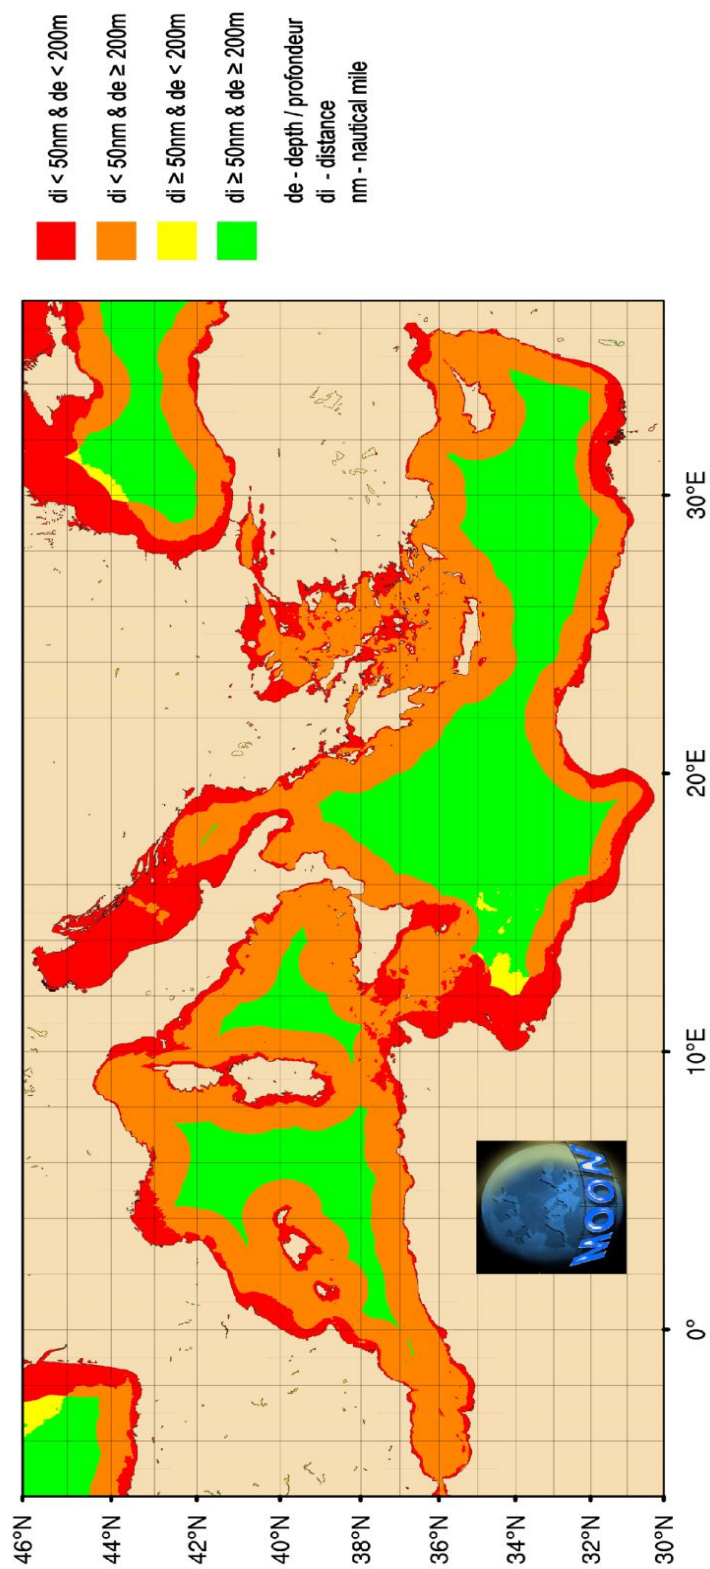 di < 50nm & de < 200m
di < 50nm & de ≥ 200m
di ≥ 50nm & de < 200m
di ≥ 50nm & de ≥ 200m
de - depth / profondeur
di - distance
nm - nautical mile
46°N
44°N
42°N
40°N
38°N
36°N
34°N
32°N
30°N
0°
10°E
20°E
30°E
MOON